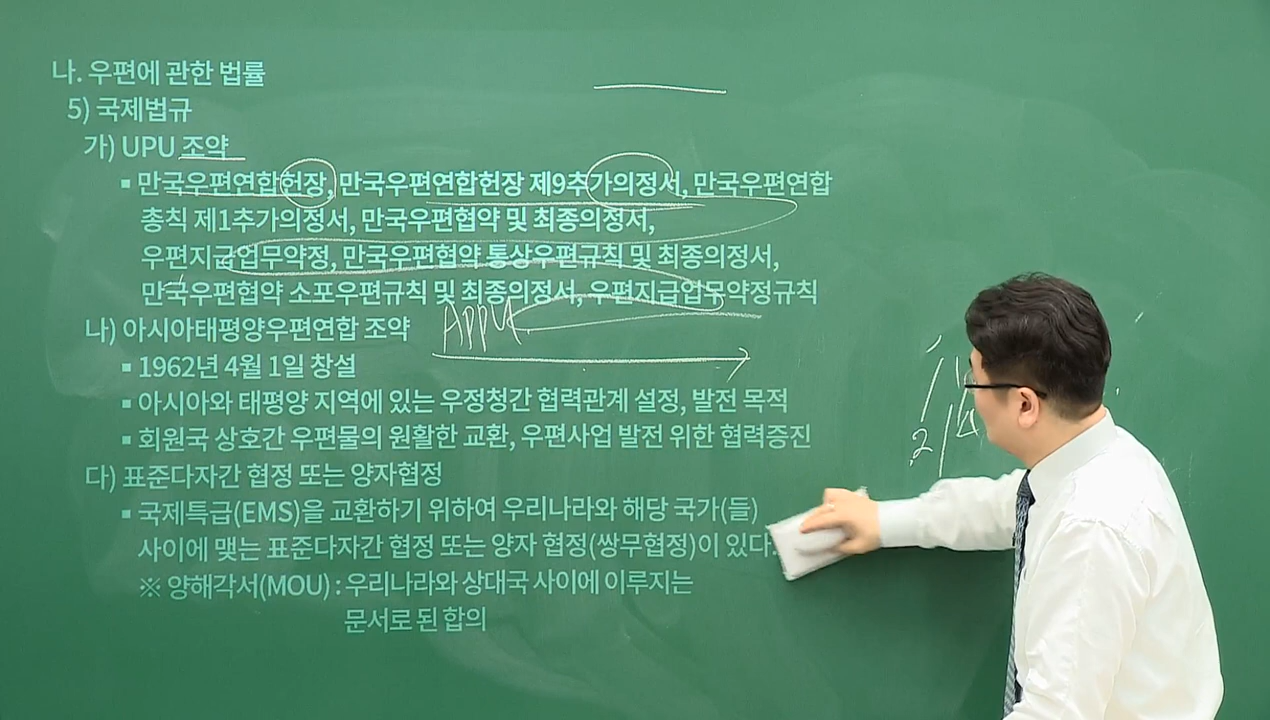 나. 우편에 관한 법률
5) 국제법규
가) UPU 조약
▪ 만국우편연합헌장, 만국우편연합헌장 제9추가의정서, 만국우편연합
총칙 제1추가의정서, 만국우편협약 및 최종의정서,
우편지급업무약정, 만국우편협약 통상우편규칙 및 최종의정서,
만국우편협약 소포우편규칙 및 최종의정서, 우편지급업무약정규칙
나) 아시아태평양우편연합 조약
APPU
▪ 1962년 4월 1일 창설
▪ 아시아와 태평양 지역에 있는 우정청간 협력관계 설정, 발전 목적
▪ 회원국 상호간 우편물의 원활한 교환, 우편사업 발전 위한 협력증진
다) 표준다자간 협정 또는 양자협정
▪ 국제특급(EMS)을 교환하기 위하여 우리나라와 해당 국가(들)
사이에 맺는 표준다자간 협정 또는 양자 협정(쌍무협정)이 있다.
※ 양해각서(MOU) : 우리나라와 상대국 사이에 이루지는
문서로 된 합의